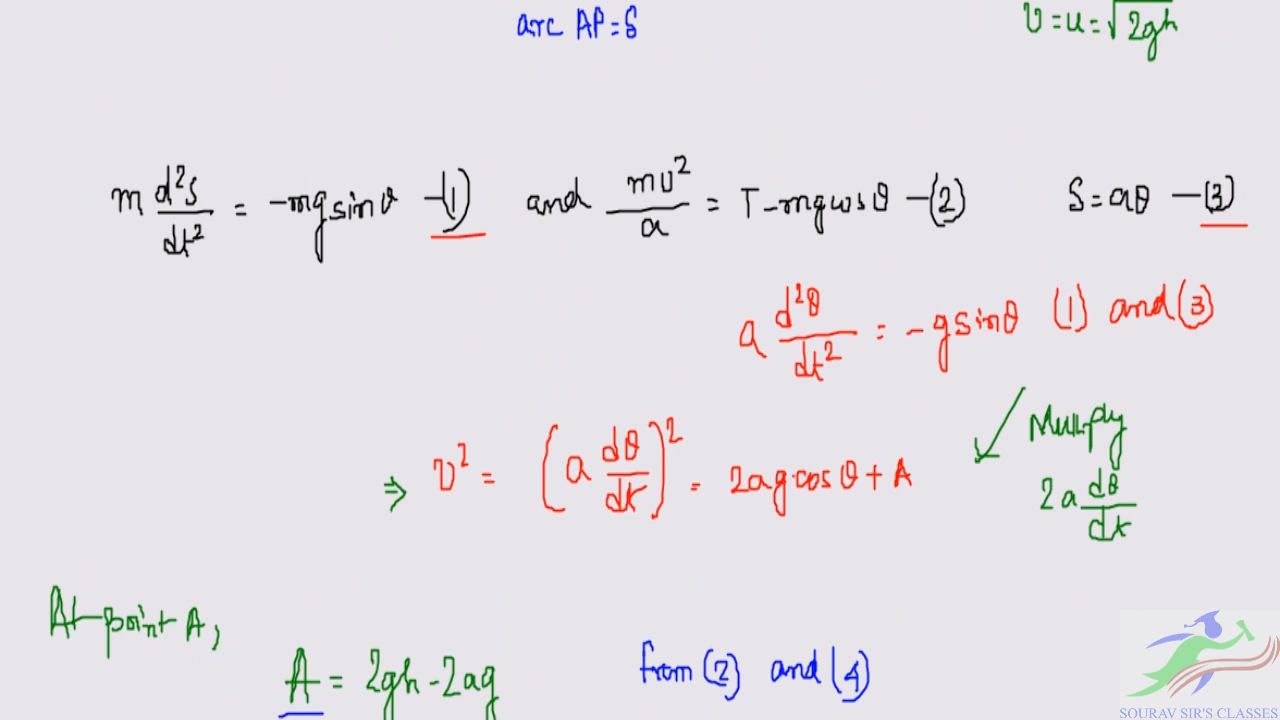 arc AP = S
v = u = √2gh
m d²s/dt² = -mg sinθ -(1) and mv²/a = T - mg cosθ -(2) S = aθ -(3)
a d²θ/dt² = -g sinθ (1) and (3)
Multiply
2a dθ/dt
⇒ v² = (a dθ/dt)² = 2ag.cosθ + A
At point A,
A = 2gh - 2ag
from (2) and (4)
SOURAV SIR'S CLASSES